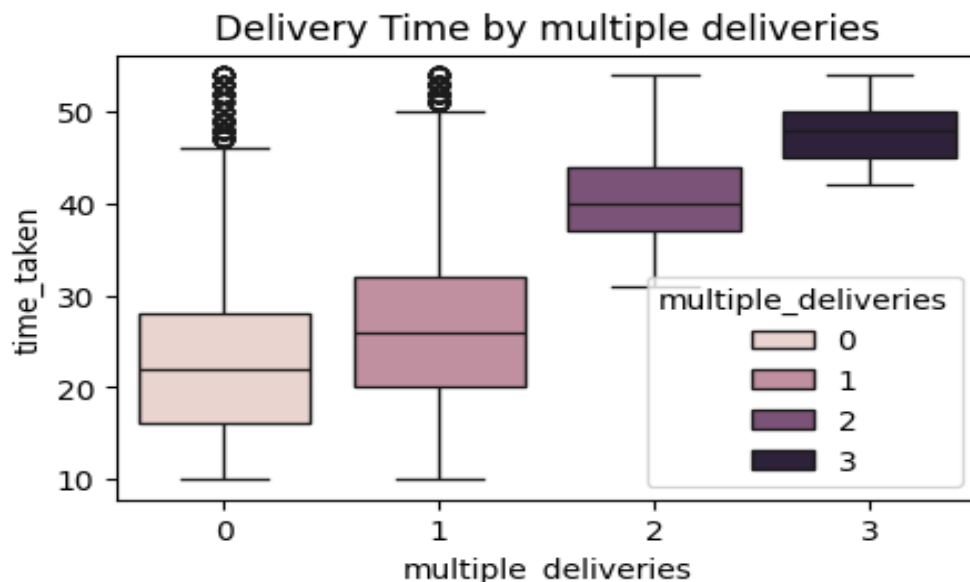 Delivery Time by multiple deliveries
time_taken
50
40
30
20
10
multiple_deliveries
0
1
2
3
0 1 2 3
multiple_deliveries